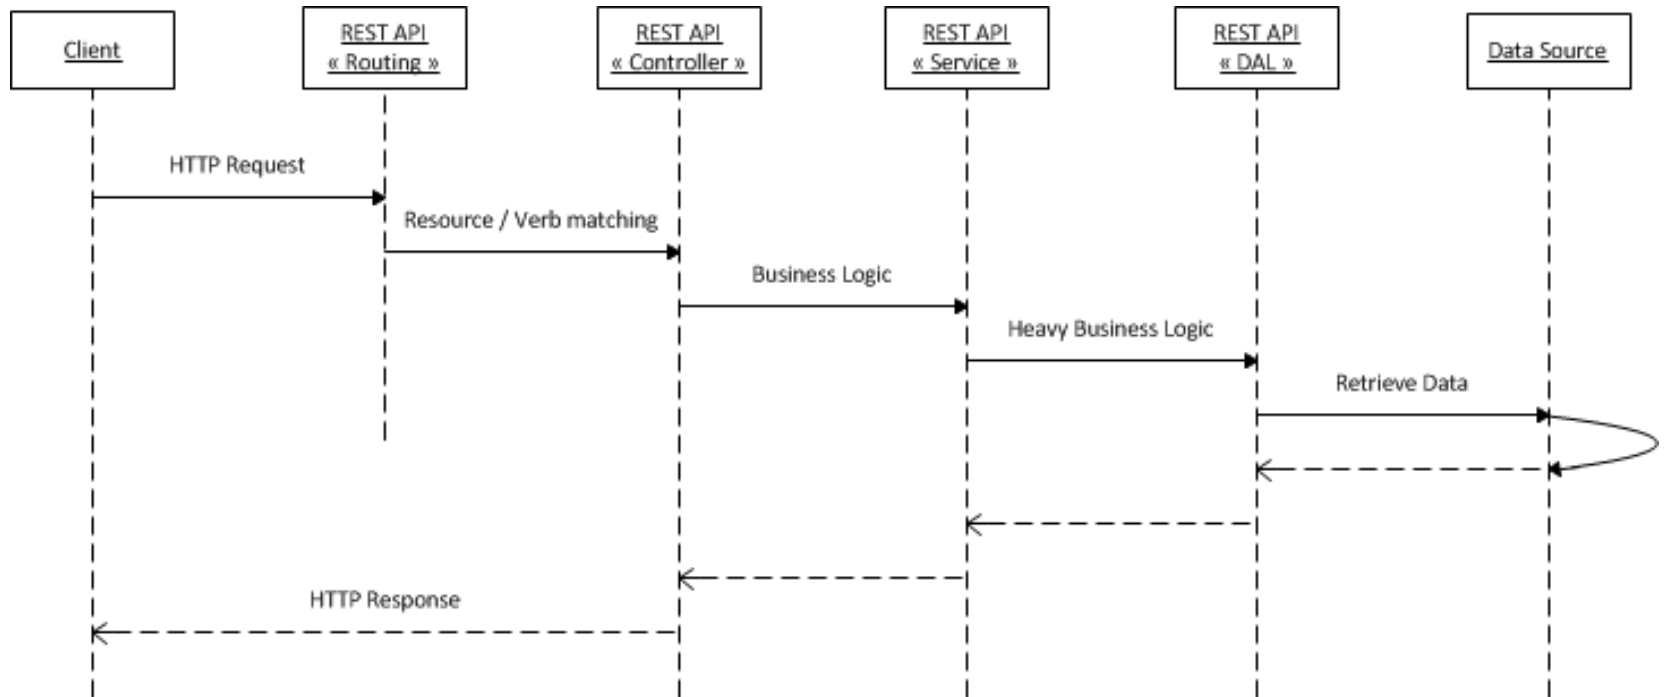 Client
REST API
« Routing »
REST API
« Controller »
REST API
« Service »
REST API
« DAL »
Data Source
HTTP Request
Resource / Verb matching
Business Logic
Heavy Business Logic
Retrieve Data
HTTP Response